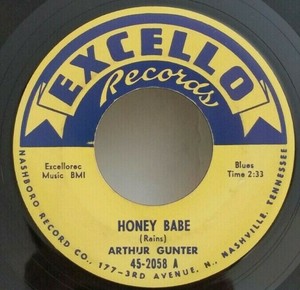 EXCELLO
Records
Excellorec
Music BMI
Blues
Time 2:33
HONEY BABE
(Rains)
ARTHUR GUNTER
45-2058 A
NASHBORO RECORD CO., 177-3RD AVENUE, N., NASHVILLE, TENNESSEE